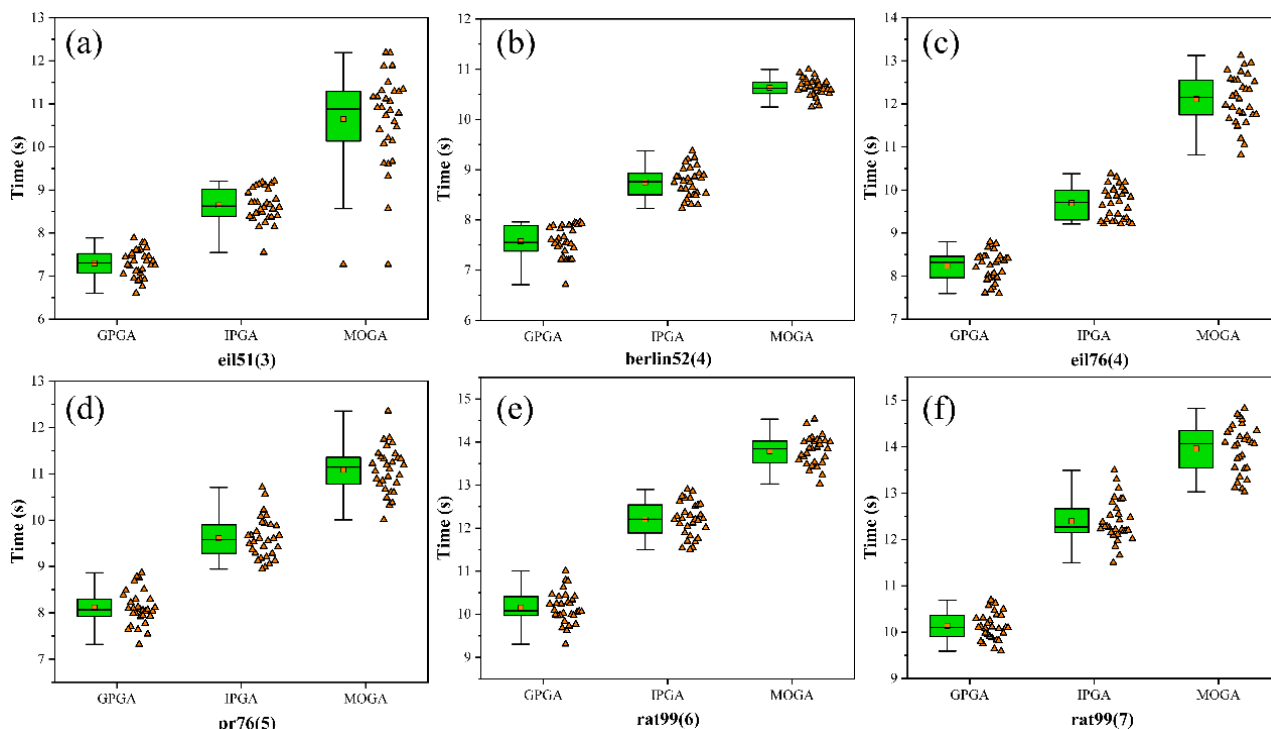 (a)
Time (s)
13
12
11
10
9
8
7
6
GPGA IPGA MOGA
eil51(3)
(b)
Time (s)
12
11
10
9
8
7
6
GPGA IPGA MOGA
berlin52(4)
(c)
Time (s)
14
13
12
11
10
9
8
7
GPGA IPGA MOGA
eil76(4)
(d)
Time (s)
13
12
11
10
9
8
7
GPGA IPGA MOGA
pr76(5)
(e)
Time (s)
15
14
13
12
11
10
9
GPGA IPGA MOGA
rat99(6)
(f)
Time (s)
15
14
13
12
11
10
9
GPGA IPGA MOGA
rat99(7)